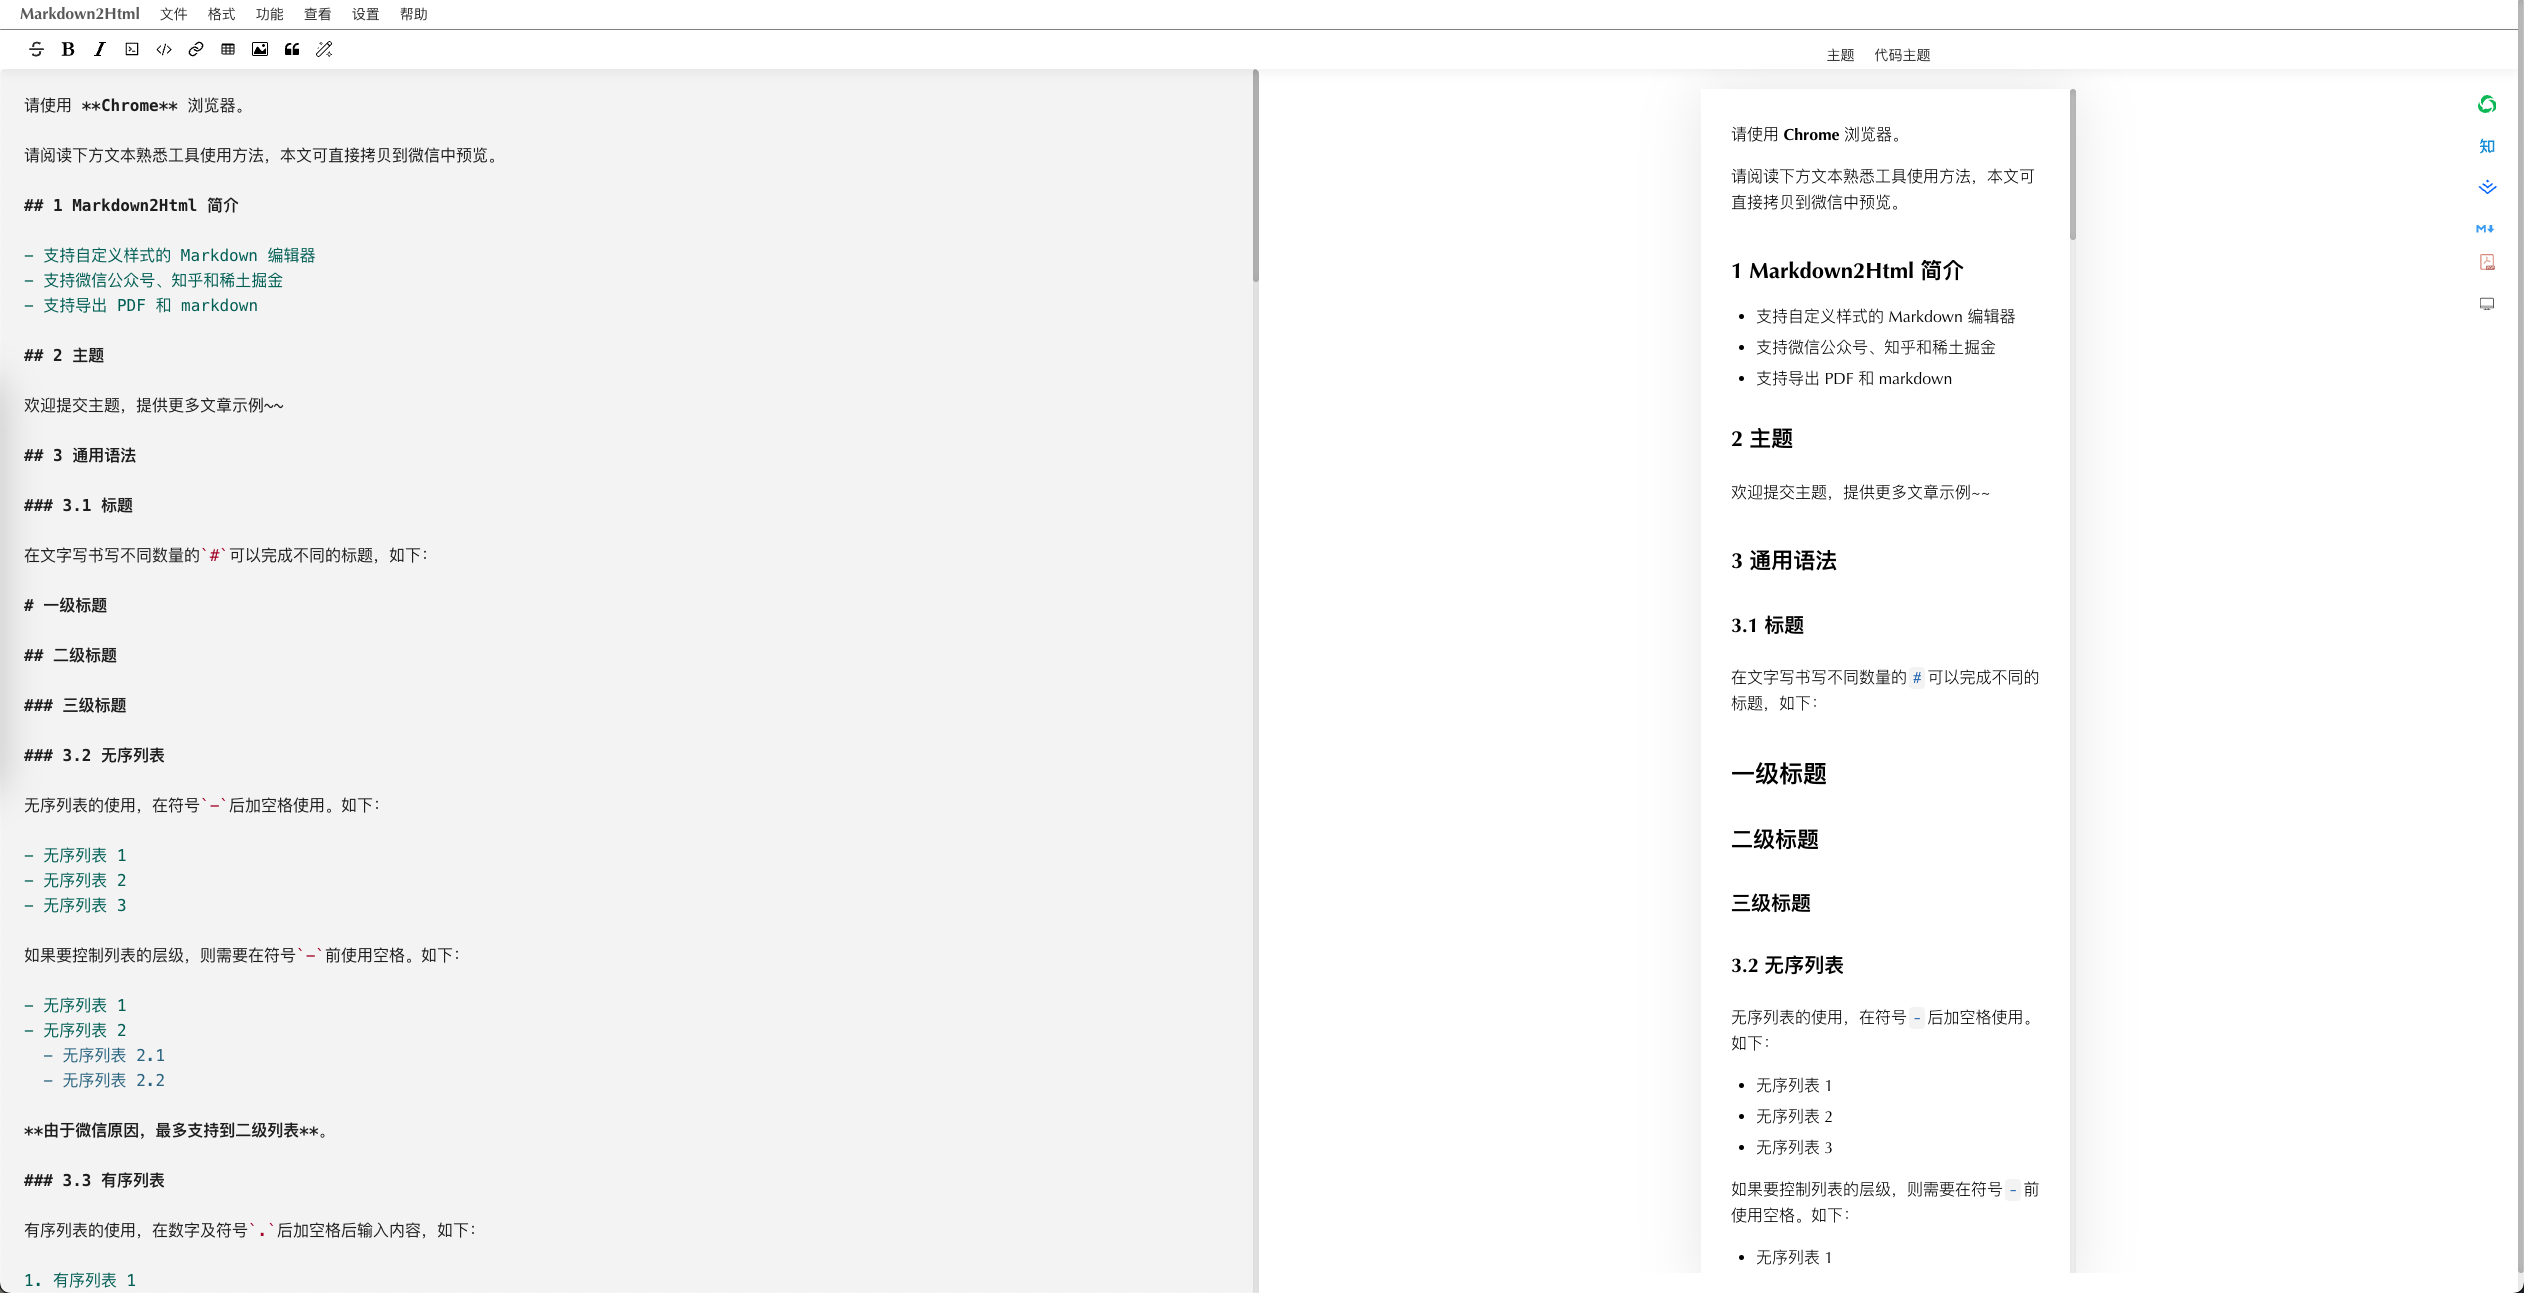 Markdown2Html 文件 格式 功能 查看 设置 帮助
主题 代码主题
请使用 **Chrome** 浏览器。
请阅读下方文本熟悉工具使用方法，本文可直接拷贝到微信中预览。
## 1 Markdown2Html 简介
- 支持自定义样式的 Markdown 编辑器
- 支持微信公众号、知乎和稀土掘金
- 支持导出 PDF 和 markdown
## 2 主题
欢迎提交主题，提供更多文章示例~~
## 3 通用语法
### 3.1 标题
在文字写书写不同数量的`#`可以完成不同的标题，如下：
# 一级标题
## 二级标题
### 三级标题
### 3.2 无序列表
无序列表的使用，在符号`-`后加空格使用。如下：
- 无序列表 1
- 无序列表 2
- 无序列表 3
如果要控制列表的层级，则需要在符号`-`前使用空格。如下：
- 无序列表 1
- 无序列表 2
  - 无序列表 2.1
  - 无序列表 2.2
**由于微信原因，最多支持到二级列表**。
### 3.3 有序列表
有序列表的使用，在数字及符号`.`后加空格后输入内容，如下：
1. 有序列表 1
请使用 Chrome 浏览器。
请阅读下方文本熟悉工具使用方法，本文可
直接拷贝到微信中预览。
1 Markdown2Html 简介
• 支持自定义样式的 Markdown 编辑器
• 支持微信公众号、知乎和稀土掘金
• 支持导出 PDF 和 markdown
2 主题
欢迎提交主题，提供更多文章示例~~
3 通用语法
3.1 标题
在文字写书写不同数量的 # 可以完成不同的
标题，如下：
一级标题
二级标题
三级标题
3.2 无序列表
无序列表的使用，在符号 - 后加空格使用。
如下：
• 无序列表 1
• 无序列表 2
• 无序列表 3
如果要控制列表的层级，则需要在符号 - 前
使用空格。如下：
• 无序列表 1
知
M↓